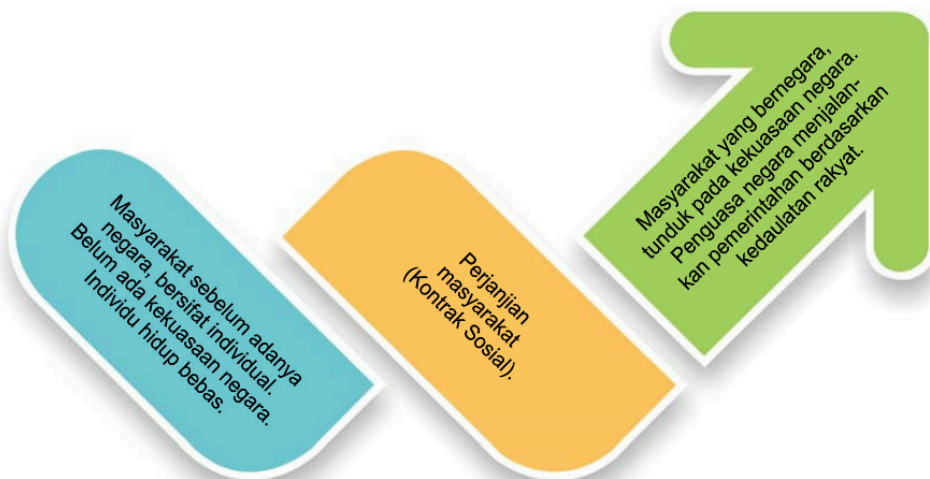 Masyarakat sebelum adanya
negara, bersifat individual.
Belum ada kekuasaan negara.
Individu hidup bebas.
Perjanjian
masyarakat
(Kontrak Sosial).
Masyarakat yang bernegara,
tunduk pada kekuasaan negara.
Penguasa negara menjalan-
kan pemerintahan berdasarkan
kedaulatan rakyat.